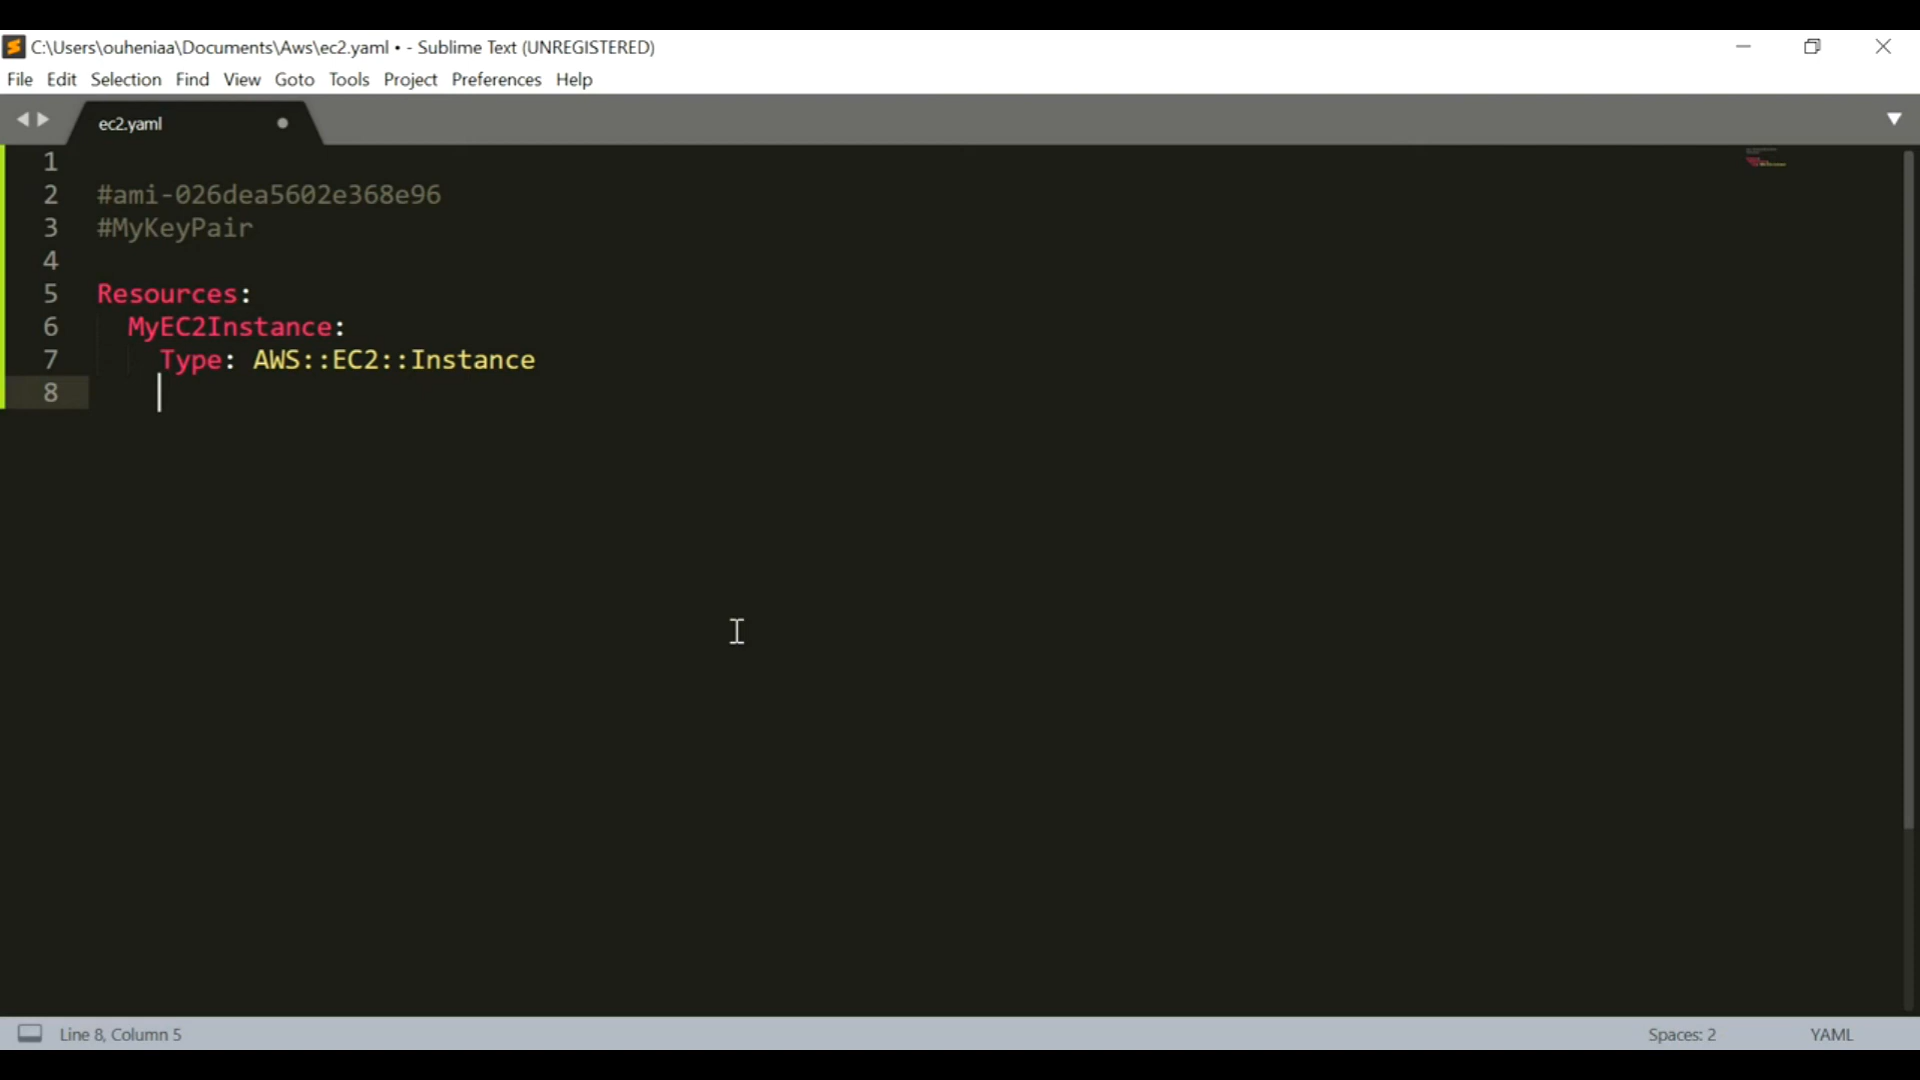 C:\Users\ouheniaa\Documents\Aws\ec2.yaml • - Sublime Text (UNREGISTERED)
File Edit Selection Find View Goto Tools Project Preferences Help
ec2.yaml
1
2 #ami-026dea5602e368e96
3 #MyKeyPair
4
5 Resources:
6   MyEC2Instance:
7     Type: AWS::EC2::Instance
8
Line 8, Column 5 Spaces: 2 YAML